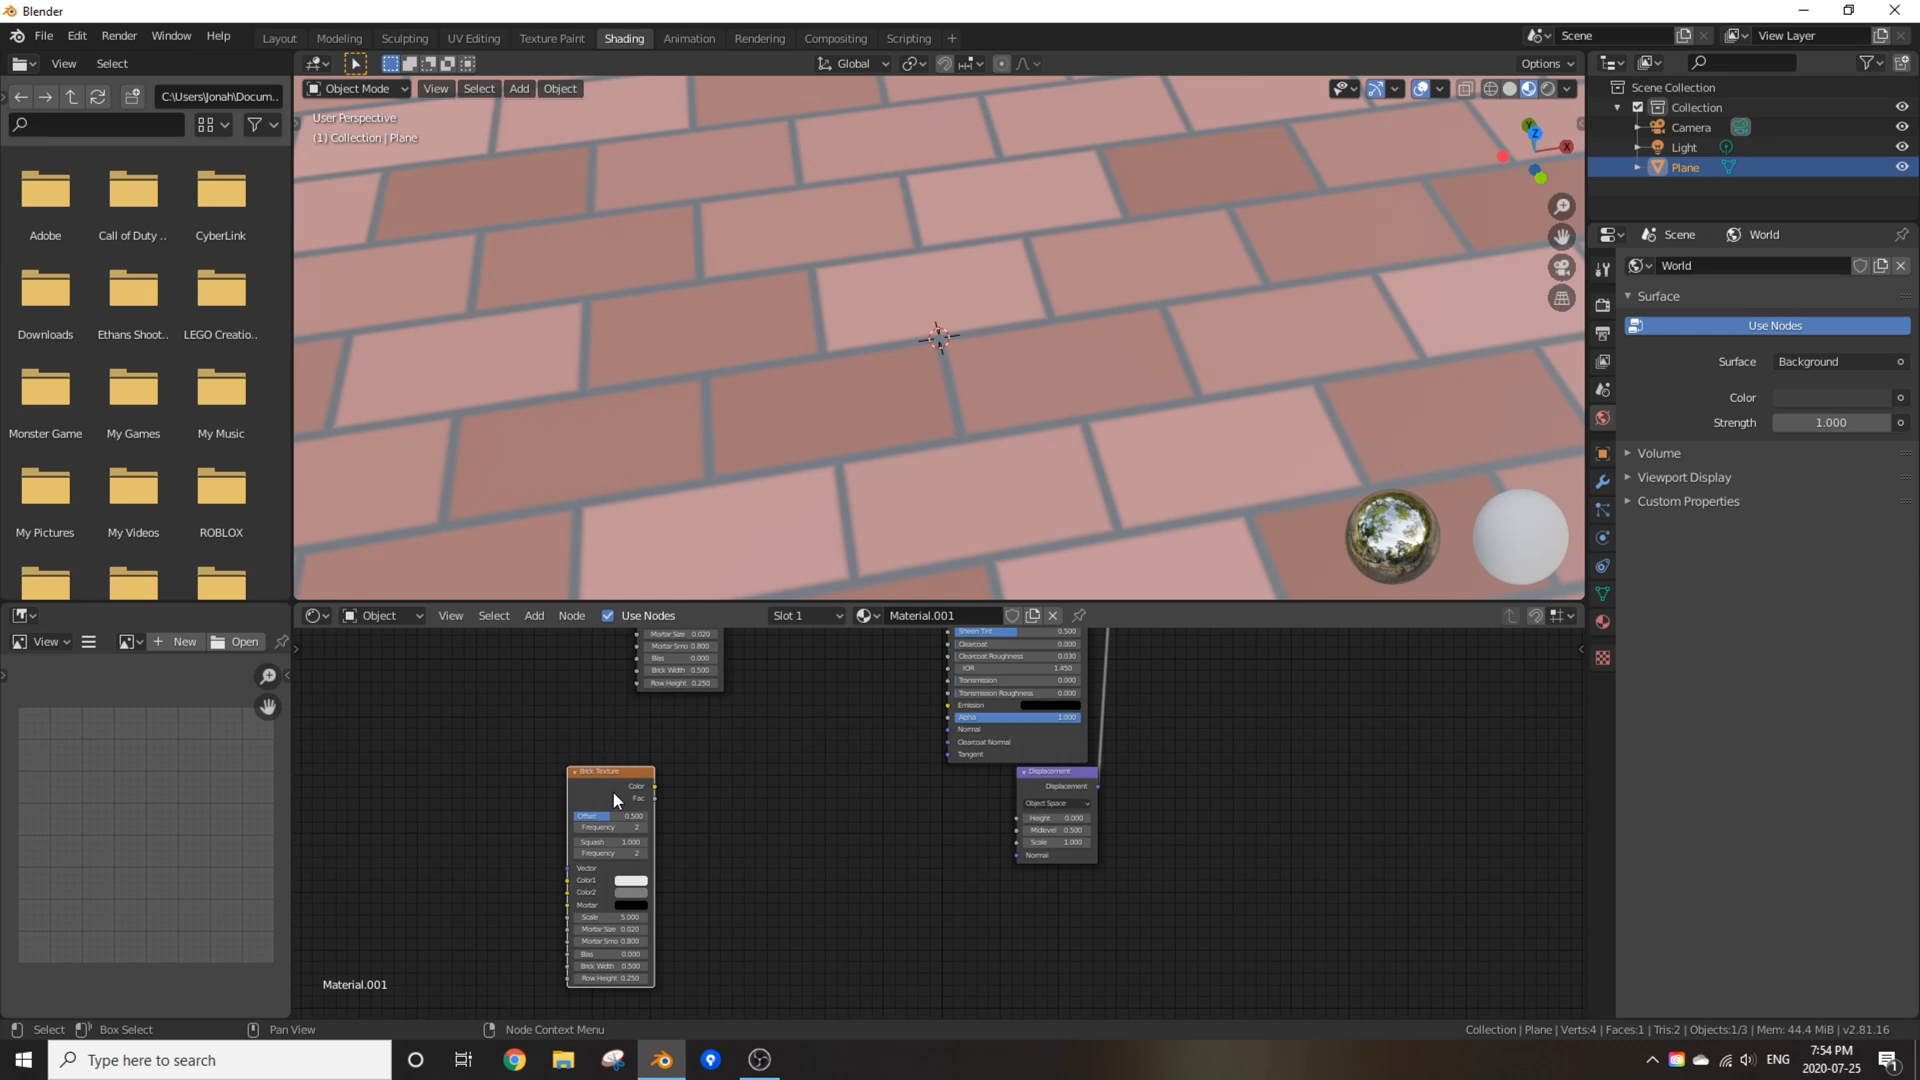 Blender
File Edit Render Window Help
Layout Modeling Sculpting UV Editing Texture Paint Shading Animation Rendering Compositing Scripting +
Scene View Layer
View Select
Global
Options
C:\Users\Jonah\Docum..
Object Mode View Select Add Object
User Perspective
(1) Collection | Plane
Z
Y
X
Adobe
Call of Duty ..
CyberLink
Downloads
Ethans Shoot..
LEGO Creatio..
Monster Game
My Games
My Music
My Pictures
My Videos
ROBLOX
Scene Collection
Collection
Camera
Light
Plane
Scene World
World
Surface
Use Nodes
Surface Background
Color
Strength 1.000
Volume
Viewport Display
Custom Properties
Object View Select Add Node Use Nodes Slot 1 Material.001
View New Open
Mortar Size 0.020
Mortar Smo 0.800
Bias 0.000
Brick Width 0.500
Row Height 0.250
Sheen Tint 0.500
Clearcoat 0.000
Clearcoat Roughness 0.030
IOR 1.450
Transmission 0.000
Transmission Roughness 0.000
Emission
Alpha 1.000
Normal
Clearcoat Normal
Tangent
Brick Texture
Color
Fac
Offset 0.500
Frequency 2
Squash 1.000
Frequency 2
Vector
Color1
Color2
Mortar
Scale 5.000
Mortar Size 0.020
Mortar Smo 0.800
Bias 0.000
Brick Width 0.500
Row Height 0.250
Displacement
Displacement
Object Space
Height 0.000
Midlevel 0.500
Scale 1.000
Normal
Material.001
Select Box Select Pan View Node Context Menu
Collection | Plane | Verts:4 | Faces:1 | Tris:2 | Objects:1/3 | Mem: 44.4 MiB | v2.81.16
Type here to search
ENG
7:54 PM
2020-07-25
1